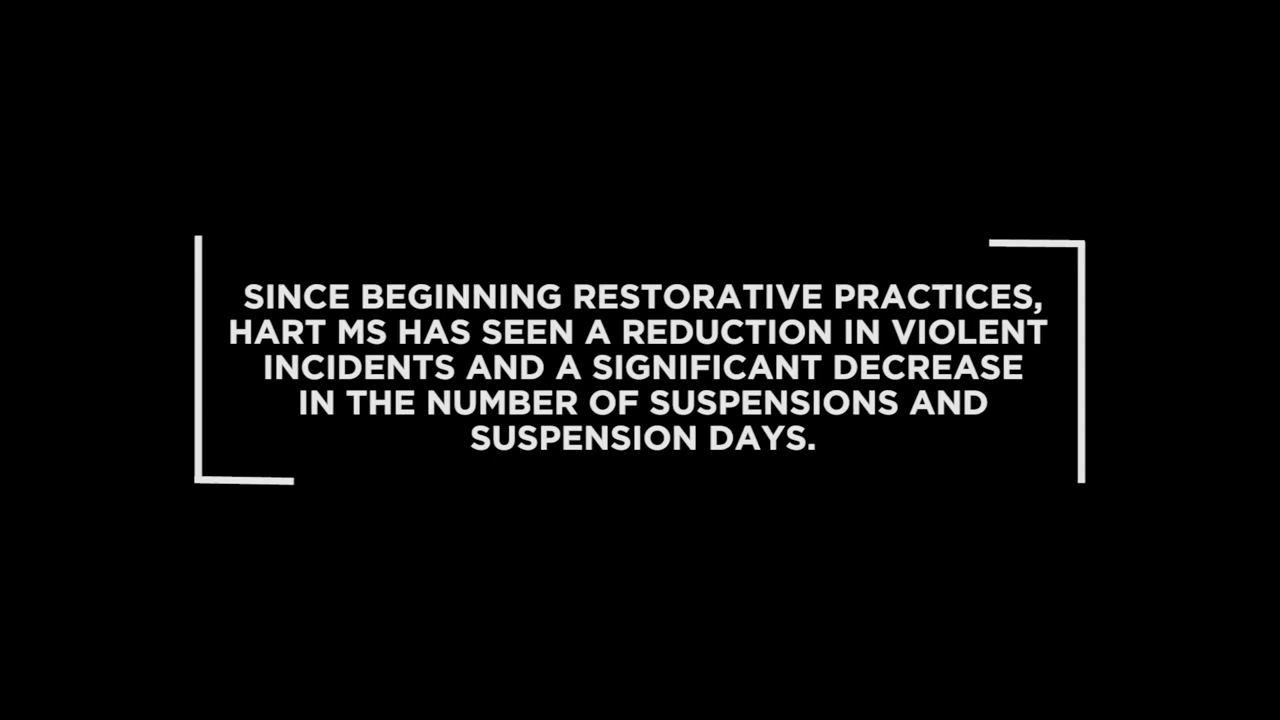 SINCE BEGINNING RESTORATIVE PRACTICES,
HART MS HAS SEEN A REDUCTION IN VIOLENT
INCIDENTS AND A SIGNIFICANT DECREASE
IN THE NUMBER OF SUSPENSIONS AND
SUSPENSION DAYS.